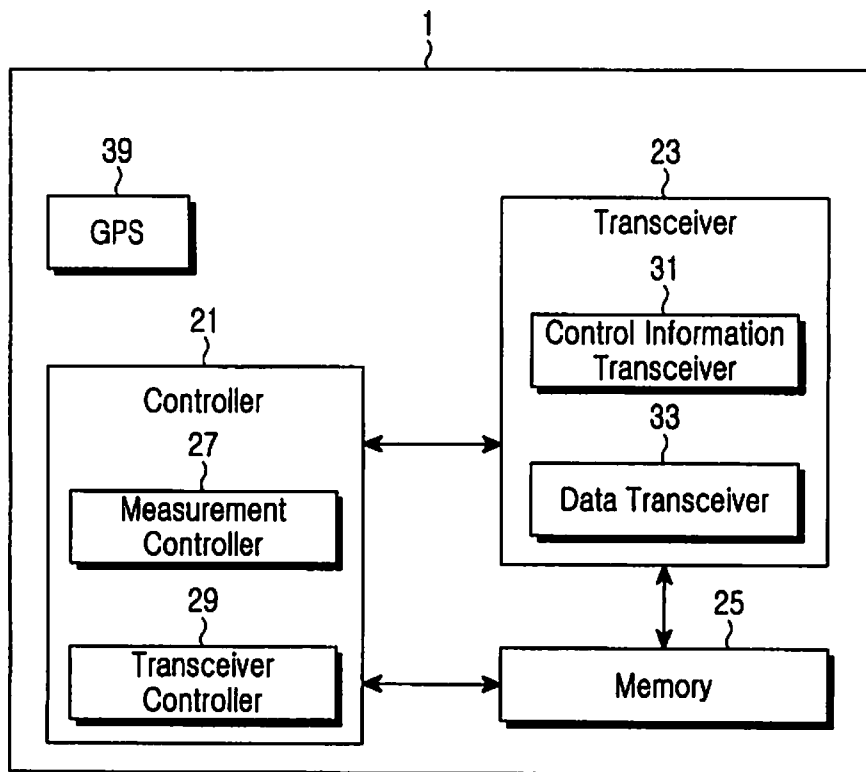 1
39
GPS
23
Transceiver
31
Control Information
Transceiver
33
Data Transceiver
21
Controller
27
Measurement
Controller
29
Transceiver
Controller
25
Memory